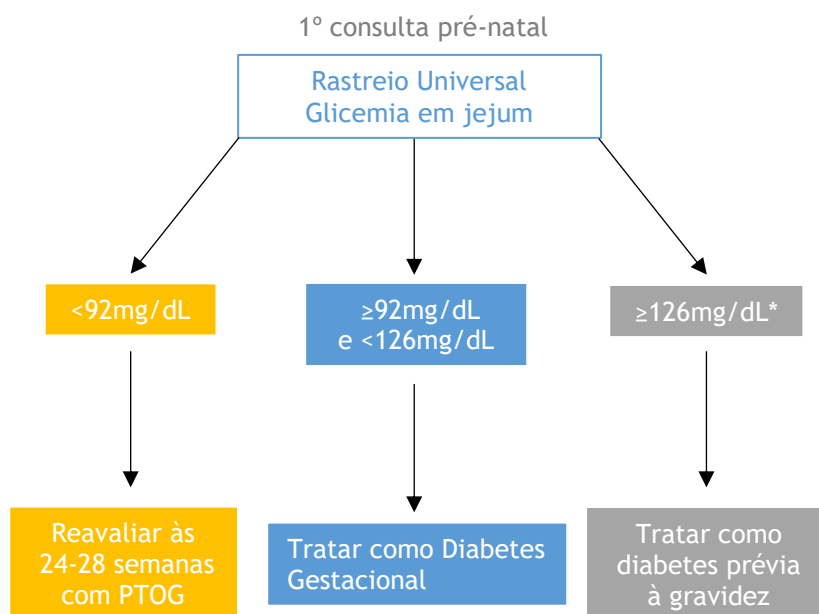 1º consulta pré-natal
Rastreio Universal
Glicemia em jejum
<92mg/dL
≥92mg/dL
e <126mg/dL
≥126mg/dL*
Reavaliar às
24-28 semanas
com PTOG
Tratar como Diabetes
Gestacional
Tratar como
diabetes prévia
à gravidez